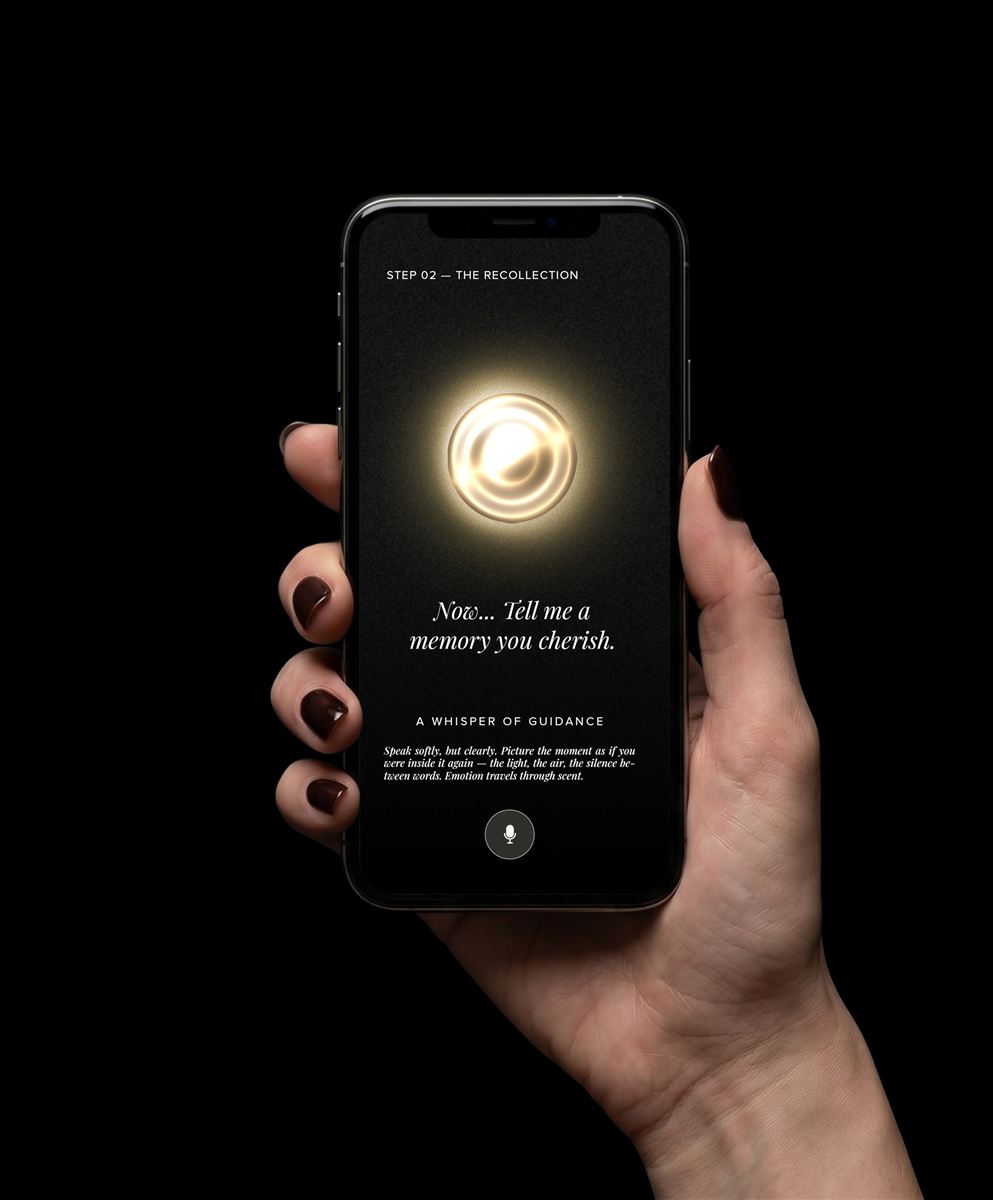 STEP 02 — THE RECOLLECTION
Now... Tell me a
memory you cherish.
A WHISPER OF GUIDANCE
Speak softly, but clearly. Picture the moment as if you
were inside it again — the light, the air, the silence be-
tween words. Emotion travels through scent.